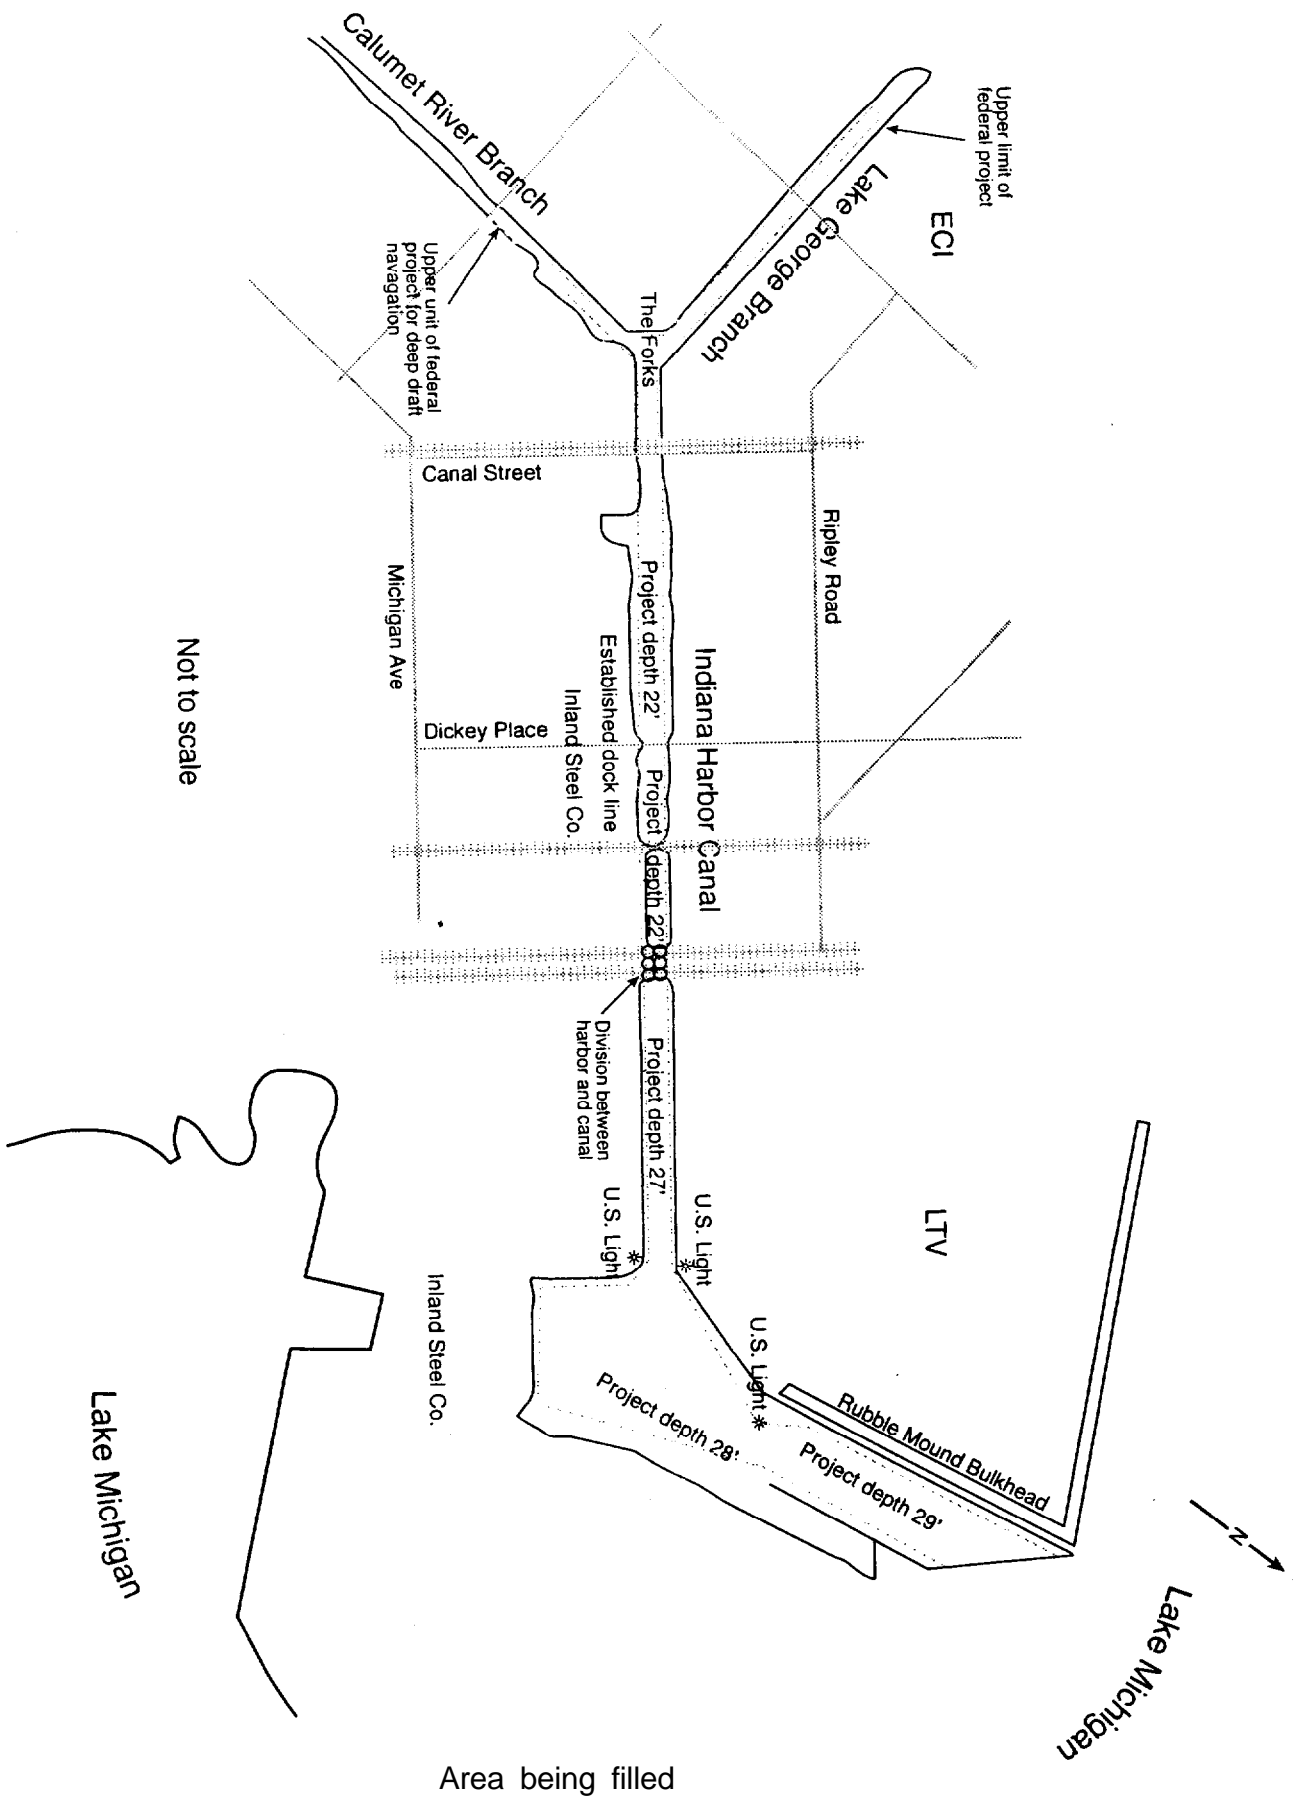 Calumet River Branch
Upper limit of
federal project
ECI
Lake George Branch
Upper unit of federal
project for deep draft
navagation
The Forks
Canal Street
Ripley Road
Michigan Ave
Project depth 22'
Established dock line
Inland Steel Co.
Indiana Harbor Canal
Not to scale
Dickey Place
Project depth 22'
Division between
harbor and canal
Project depth 27'
U.S. Light
U.S. Light
LTV
U.S. Light
Inland Steel Co.
Project depth 28'
Rubble Mound Bulkhead
Project depth 29'
Lake Michigan
N
Lake Michigan
Area being filled